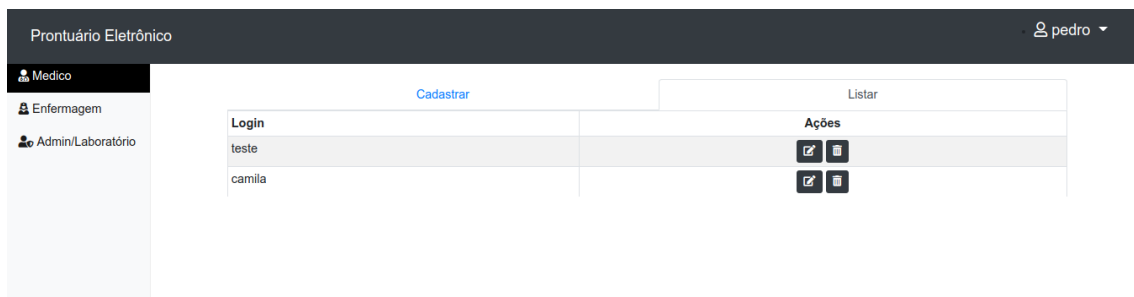 Prontuário Eletrônico
pedro
Medico
Enfermagem
Admin/Laboratório
Cadastrar Listar
Login Ações
teste
camila